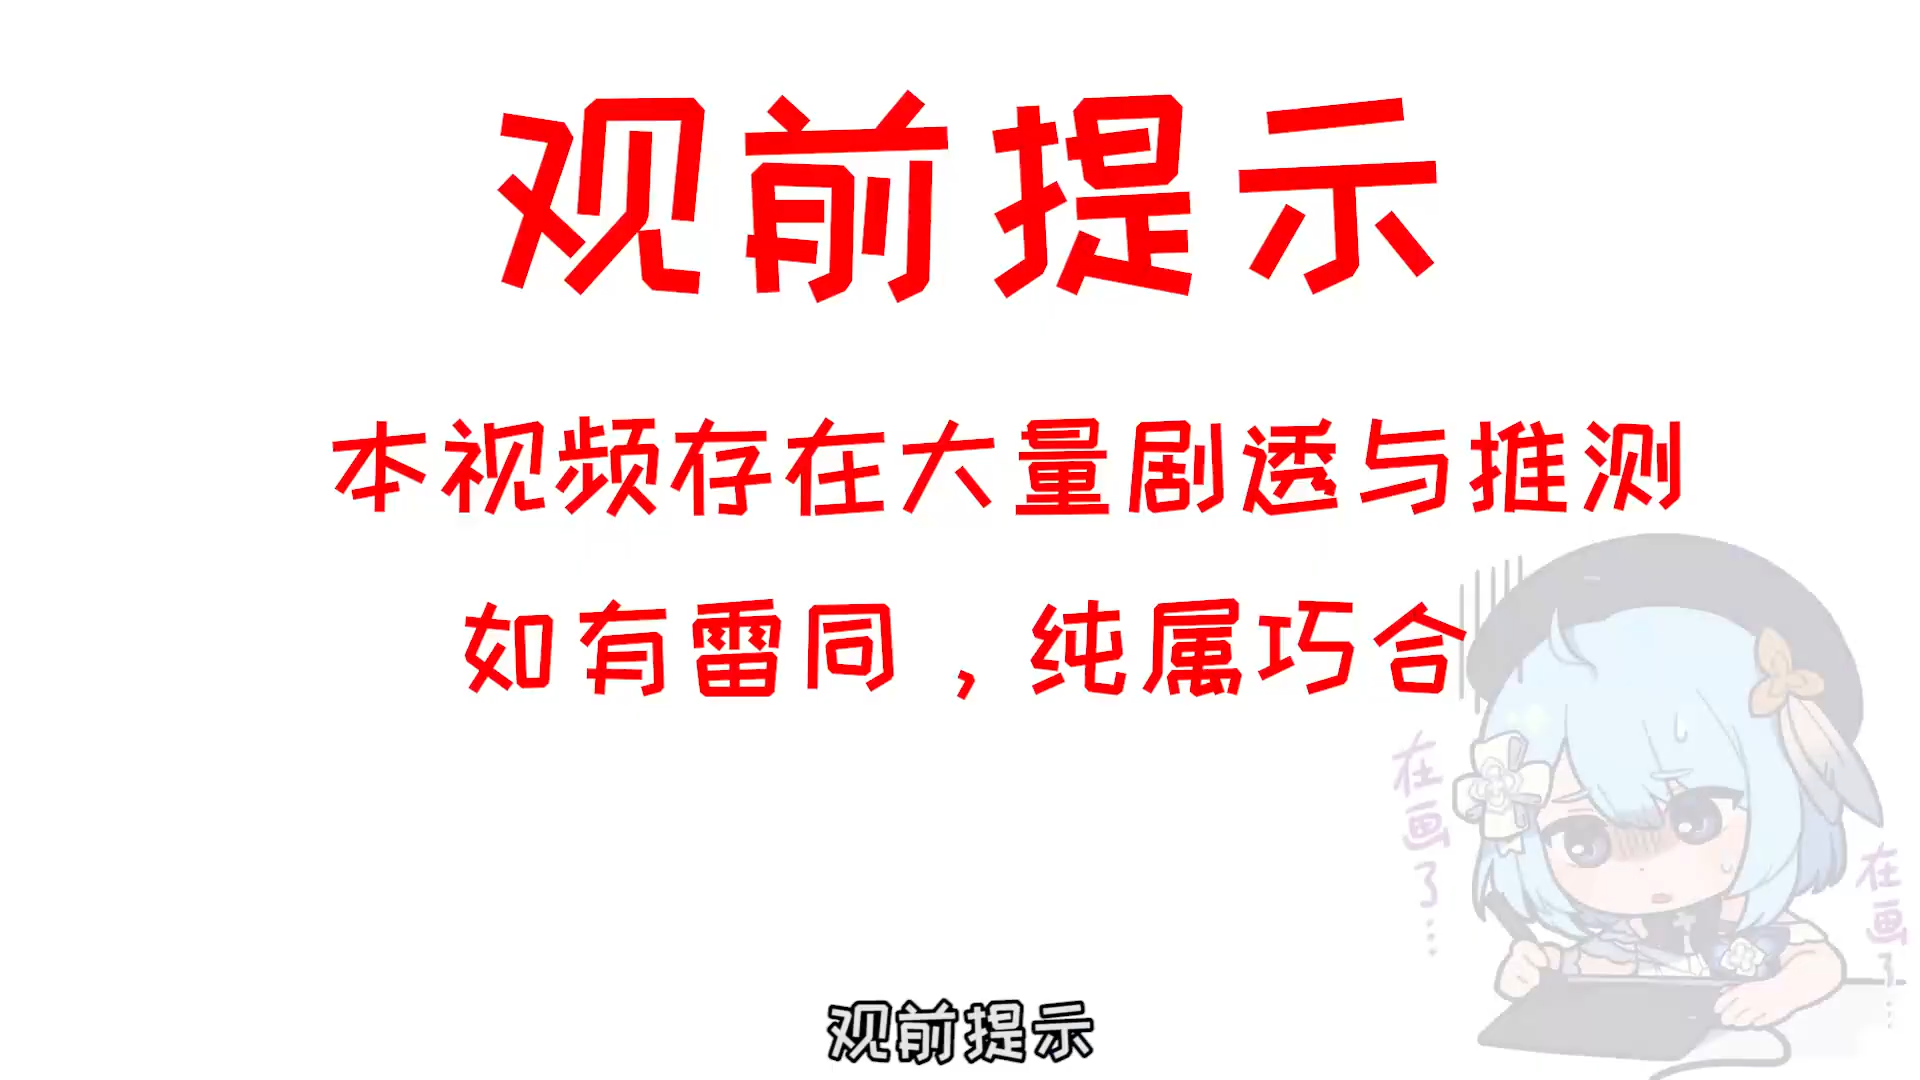 观前提示
本视频存在大量剧透与推测
如有雷同，纯属巧合
在画了...
在画了...
观前提示